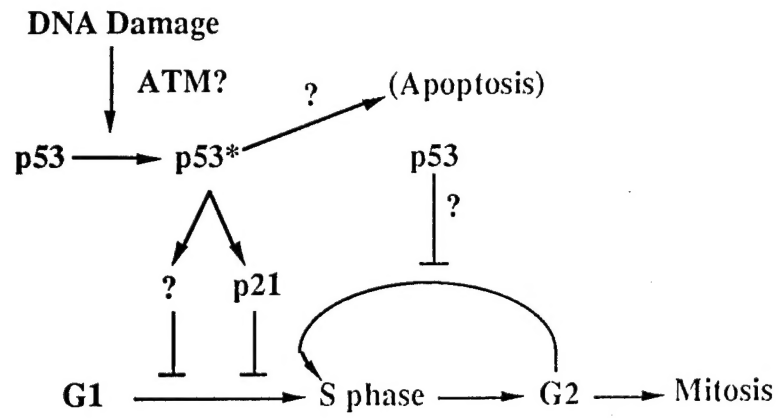 DNA Damage
ATM?
? (Apoptosis)
p53 p53* p53
?
? p21
G1 S phase G2 Mitosis